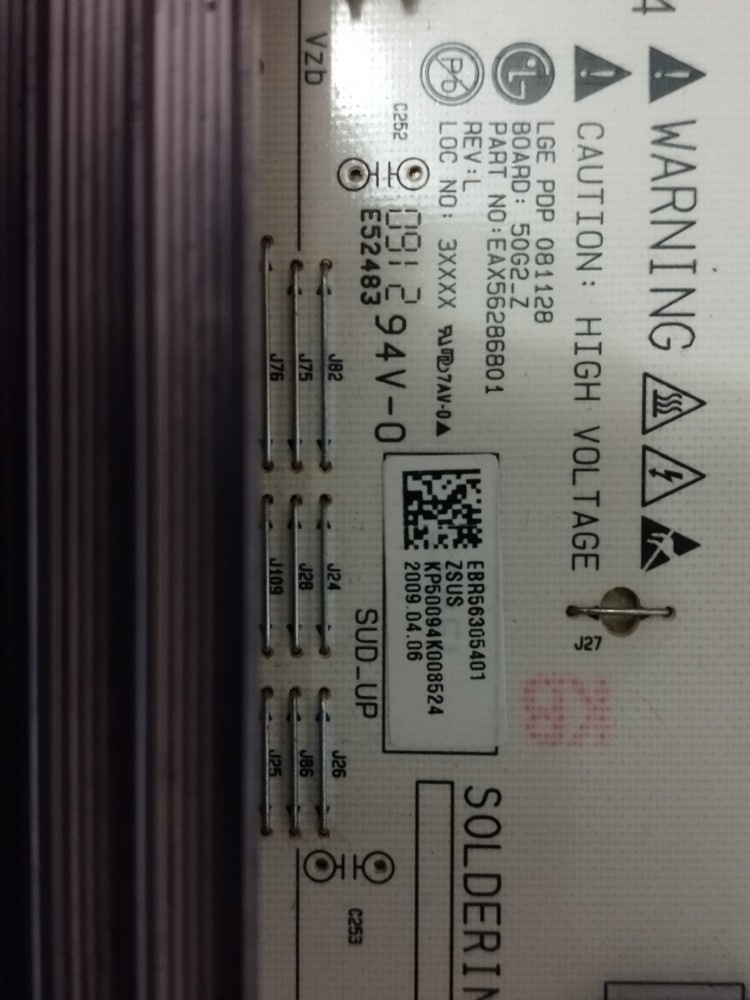 WARNING
CAUTION: HIGH VOLTAGE
LGE PDP 081128
BOARD: 50G2_Z
PART NO:EAX56286801
REV:L
LOC NO: 3XXXX 7AV-0
0912 94V-0
E52483
C252
Vzb
EBR56305401
ZSUS
KP50094K008524
2009.04.06
J27
J82
J75
J76
J24
J28
J109
SUD_UP
J26
J86
J25
SOLDERIN
C253